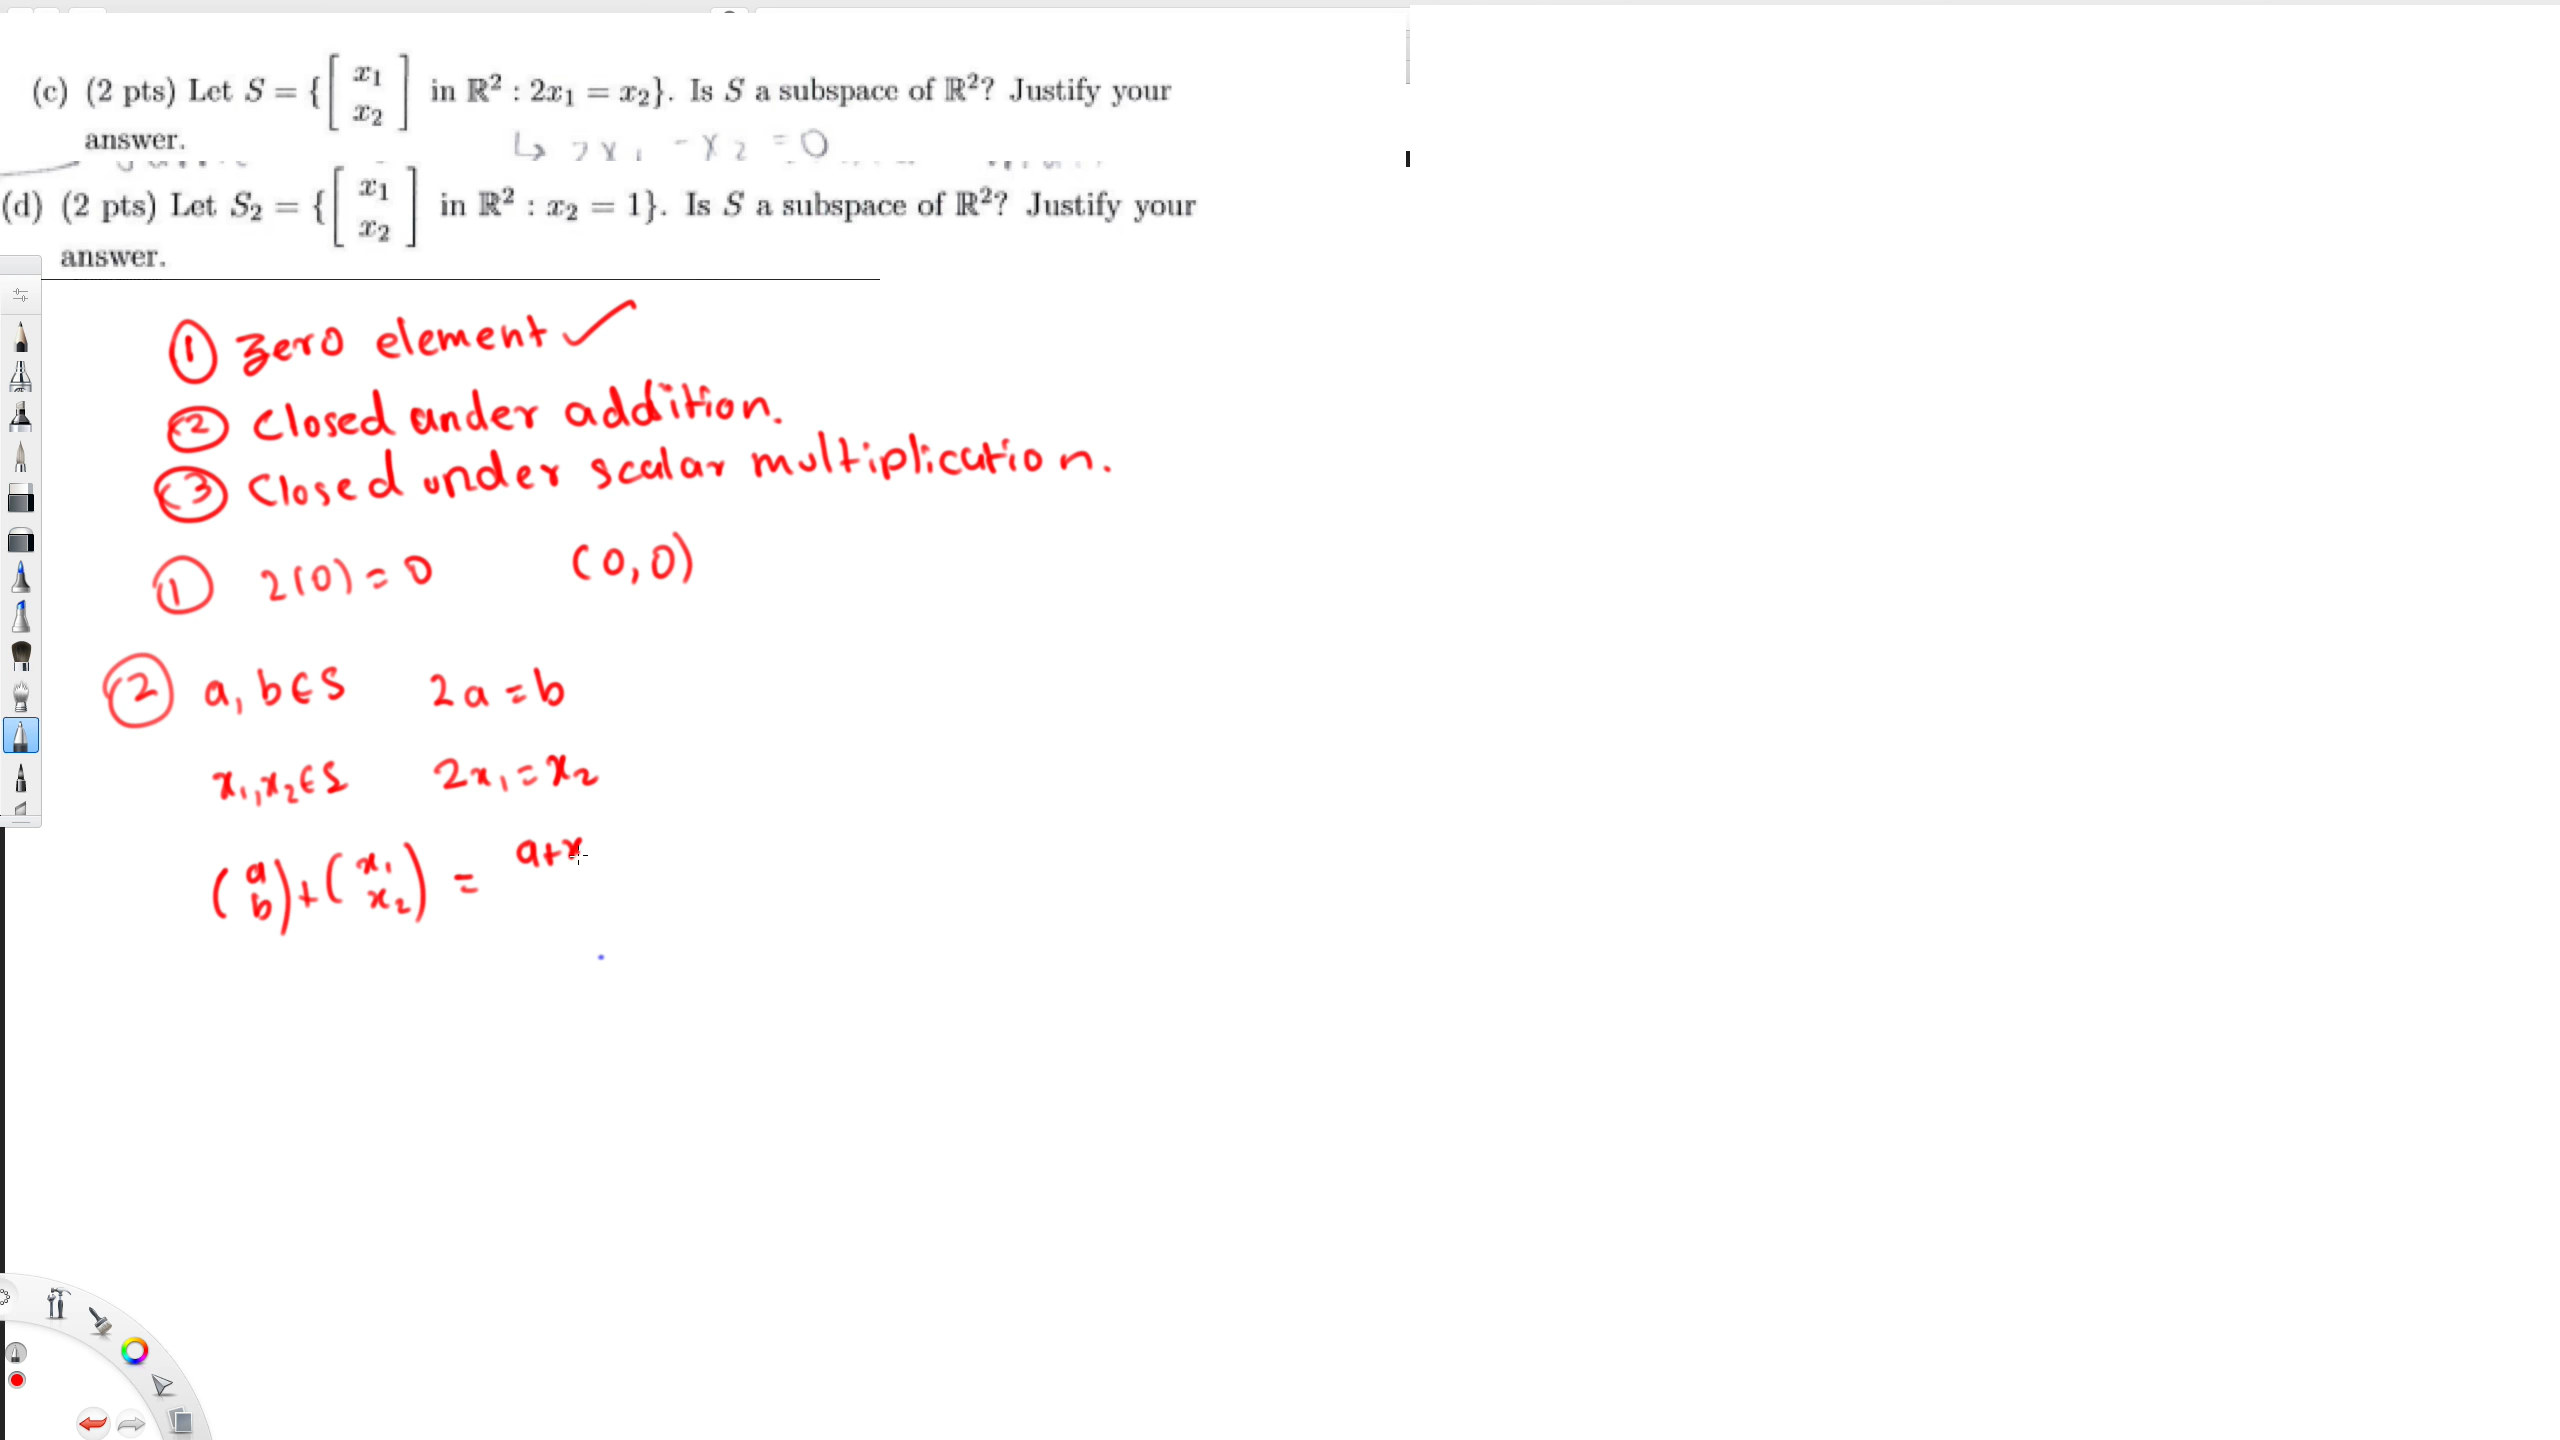 (c) (2 pts) Let S = {[ x₁ x₂ ] in ℝ² : 2x₁ = x₂}. Is S a subspace of ℝ²? Justify your
answer.
↳ 2x₁ - x₂ = 0
(d) (2 pts) Let S₂ = {[ x₁ x₂ ] in ℝ² : x₂ = 1}. Is S a subspace of ℝ²? Justify your
answer.
① Zero element ✓
② Closed under addition.
③ Closed under scalar multiplication.
① 2(0) = 0 (0,0)
② a, b ∈ S 2a = b
x₁, x₂ ∈ S 2x₁ = x₂
(a b) + (x₁ x₂) = a+x